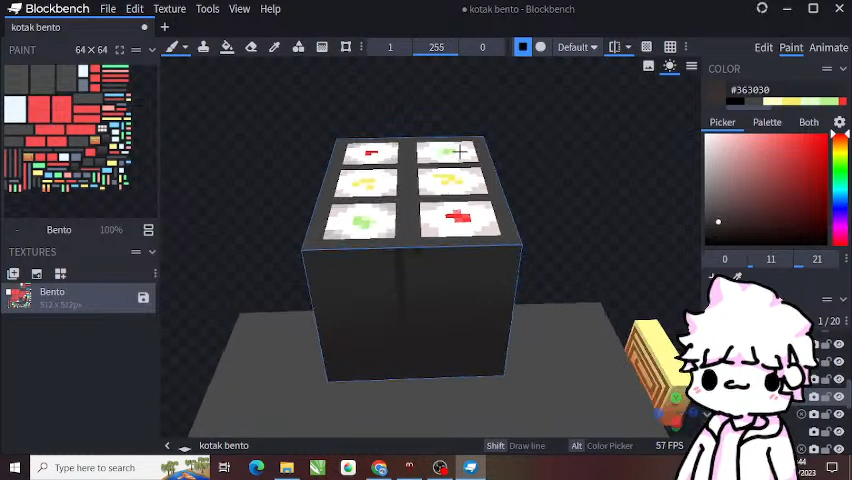 Blockbench File Edit Texture Tools View Help
kotak bento - Blockbench
kotak bento
PAINT 64×64
1 255 0 Default Edit Paint Animate
COLOR
#363030
Picker Palette Both
Bento 100%
TEXTURES
Bento
512 x 512px
0 11 21
1 / 20
kotak bento Shift Draw line Alt Color Picker 57 FPS
Type here to search